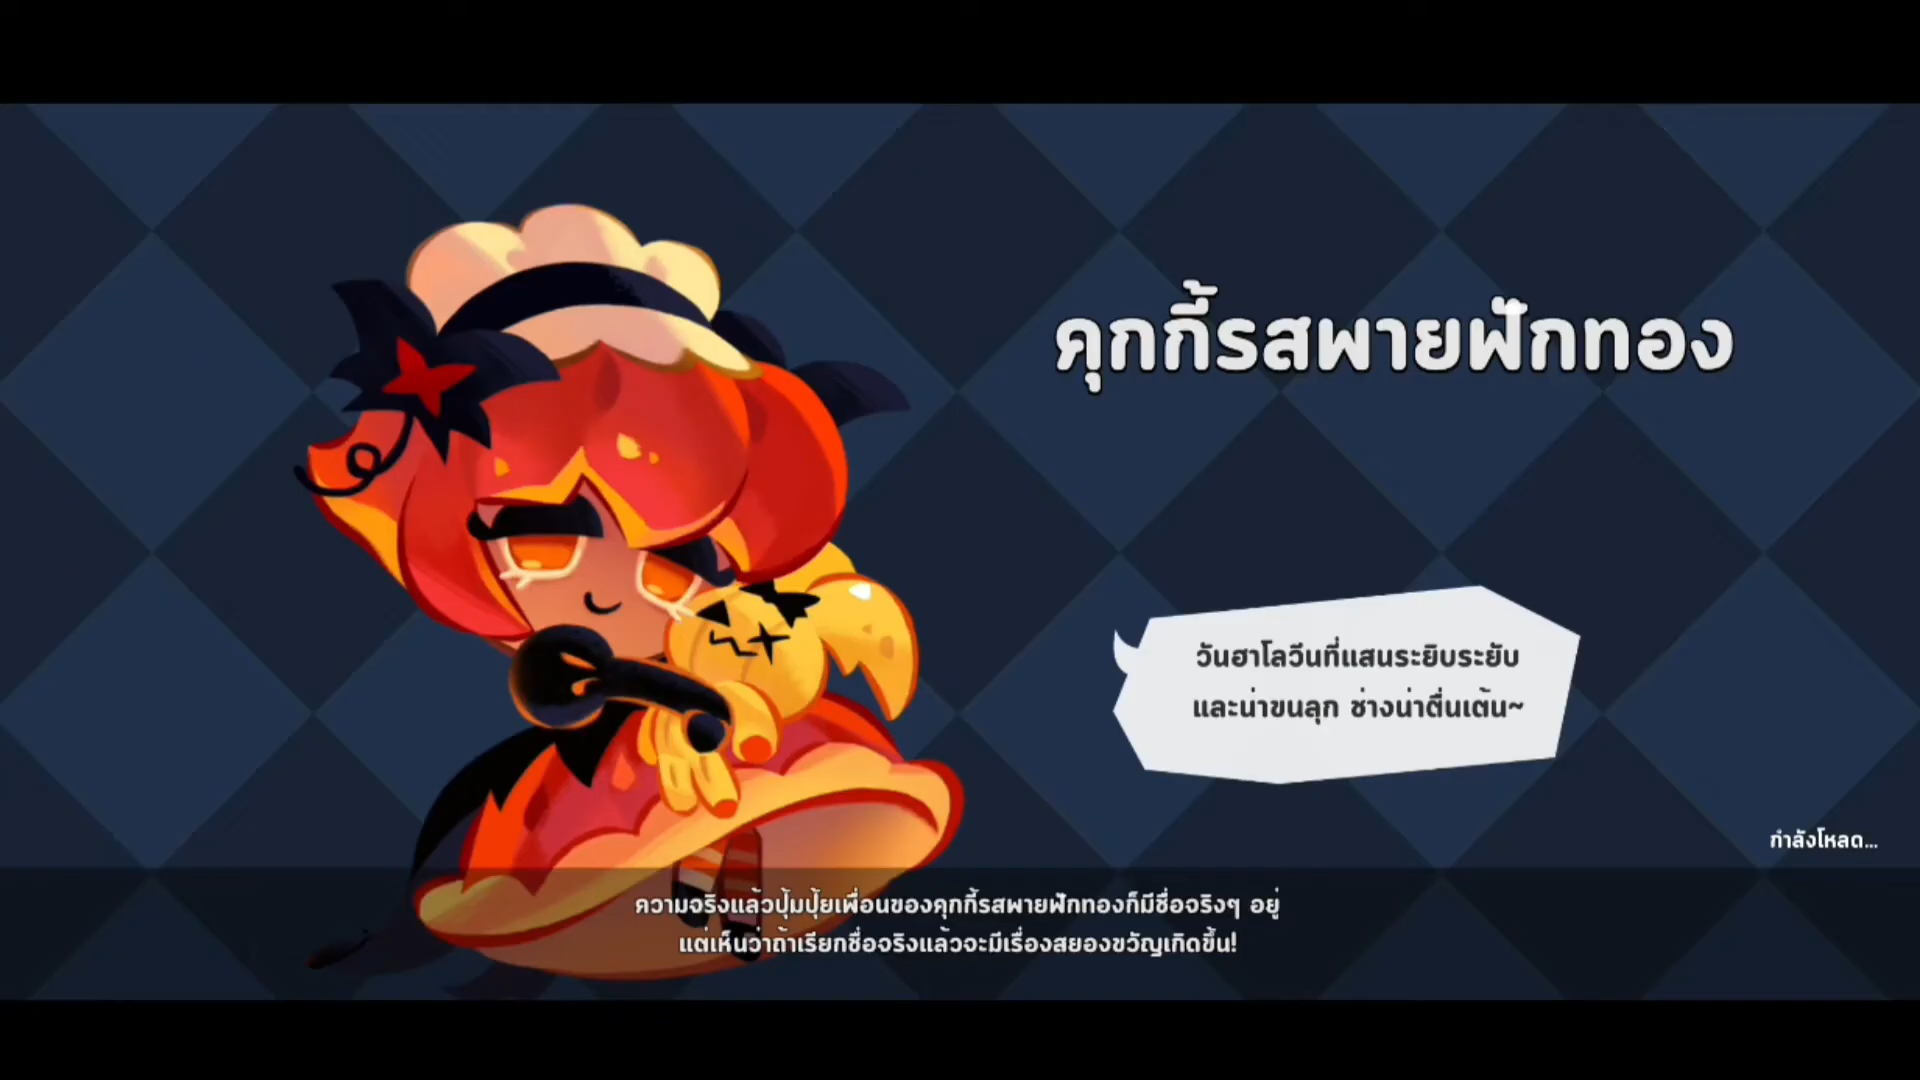 คุกกี้รสพายฟักทอง
วันฮาโลวีนที่แสนระยิบระยับ
และน่าขนลุก ช่างน่าตื่นเต้น~
กำลังโหลด...
ความจริงแล้วปุ้มปุ้ยเพื่อนของคุกกี้รสพายฟักทองก็มีชื่อจริงๆ อยู่
แต่เห็นว่าถ้าเรียกชื่อจริงแล้วจะมีเรื่องสยองขวัญเกิดขึ้น!